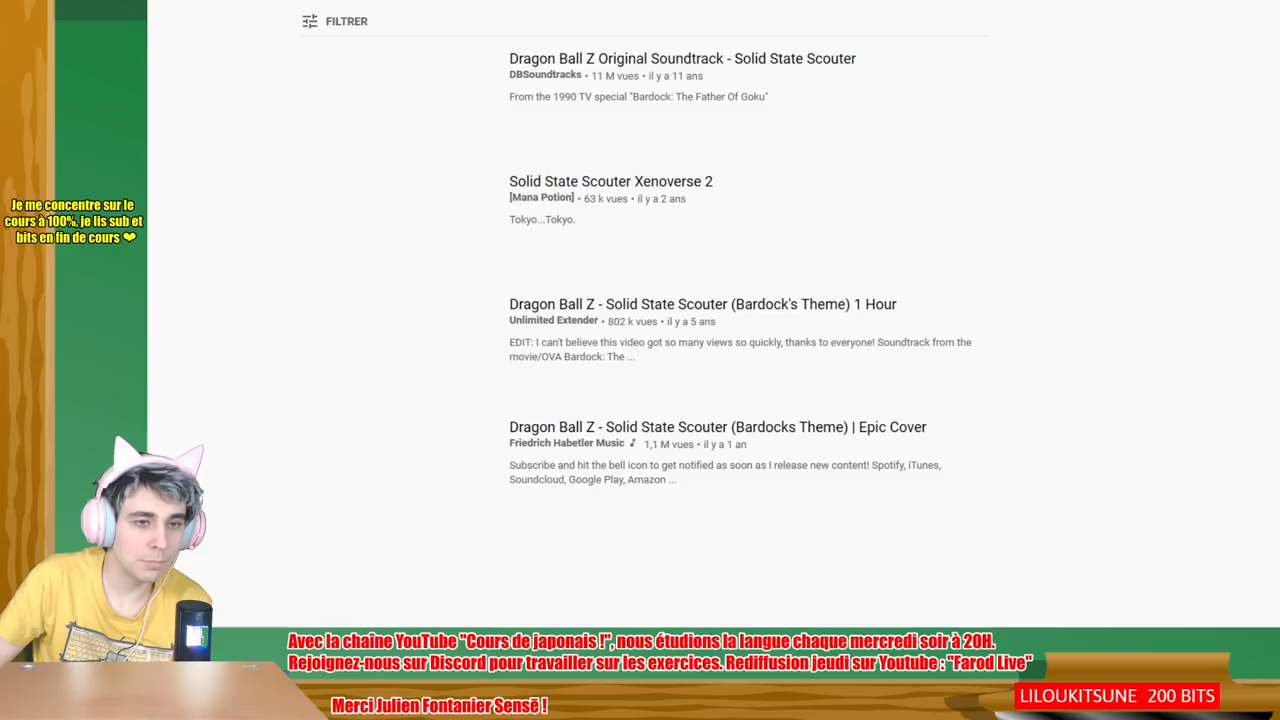 FILTRER
Dragon Ball Z Original Soundtrack - Solid State Scouter
DBSoundtracks • 11 M vues • il y a 11 ans
From the 1990 TV special "Bardock: The Father Of Goku"
Solid State Scouter Xenoverse 2
[Mana Potion] • 63 k vues • il y a 2 ans
Tokyo...Tokyo.
Dragon Ball Z - Solid State Scouter (Bardock's Theme) 1 Hour
Unlimited Extender • 802 k vues • il y a 5 ans
EDIT: I can't believe this video got so many views so quickly, thanks to everyone! Soundtrack from the
movie/OVA Bardock: The ...
Dragon Ball Z - Solid State Scouter (Bardocks Theme) | Epic Cover
Friedrich Habetler Music ♪ 1,1 M vues • il y a 1 an
Subscribe and hit the bell icon to get notified as soon as I release new content! Spotify, iTunes,
Soundcloud, Google Play, Amazon ...
Je me concentre sur le
cours à 100%, je lis sub et
bits en fin de cours ❤
Avec la chaîne YouTube "Cours de japonais !", nous étudions la langue chaque mercredi soir à 20H.
Rejoignez-nous sur Discord pour travailler sur les exercices. Rediffusion jeudi sur Youtube : "Farod Live"
Merci Julien Fontanier Sensē !
LILOUKITSUNE 200 BITS